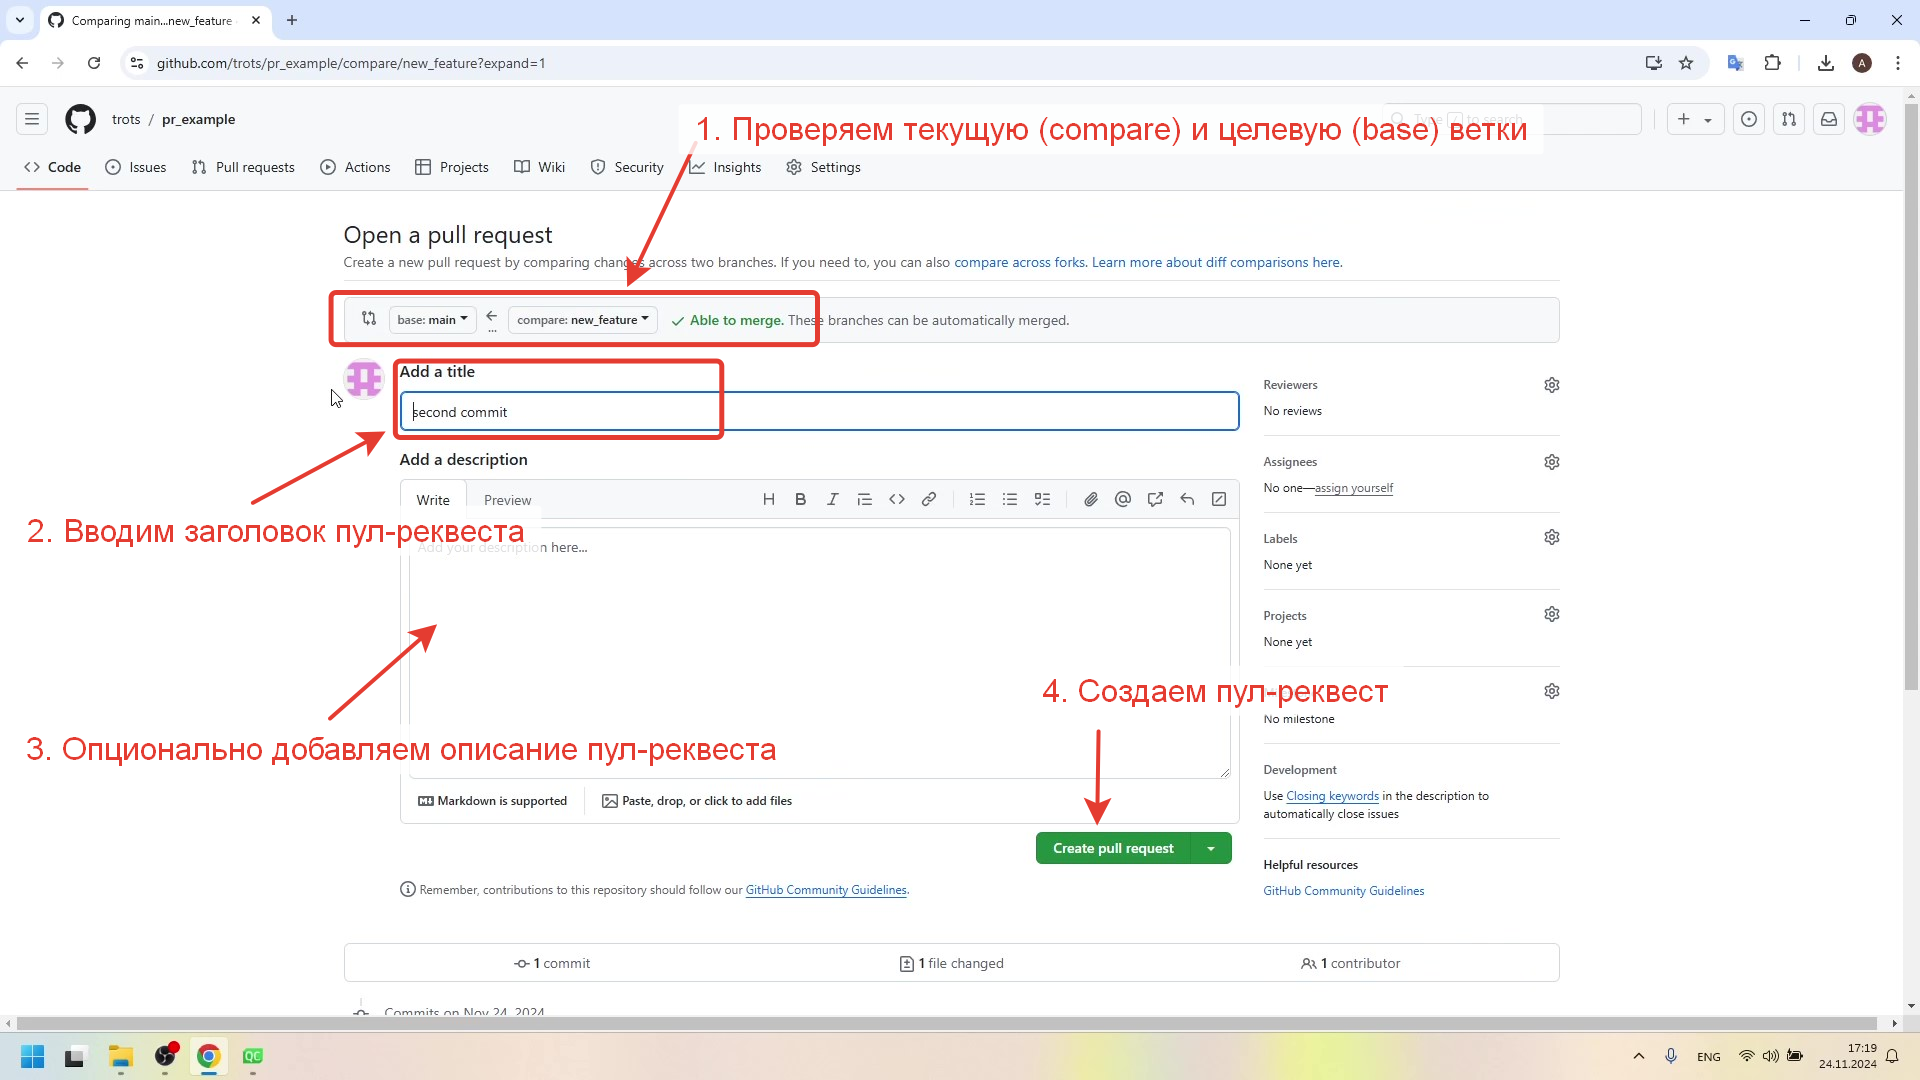 Comparing main...new_feature
github.com/trots/pr_example/compare/new_feature?expand=1
A
trots / pr_example
1. Проверяем текущую (compare) и целевую (base) ветки
Code
Issues
Pull requests
Actions
Projects
Wiki
Security
Insights
Settings
Open a pull request
Create a new pull request by comparing changes across two branches. If you need to, you can also compare across forks. Learn more about diff comparisons here.
base: main
...
compare: new_feature
Able to merge. These branches can be automatically merged.
Add a title
second commit
2. Вводим заголовок пул-реквеста
Add a description
Write
Preview
Add your description here...
3. Опционально добавляем описание пул-реквеста
Markdown is supported
Paste, drop, or click to add files
4. Создаем пул-реквест
Create pull request
Remember, contributions to this repository should follow our GitHub Community Guidelines.
Reviewers
No reviews
Assignees
No one—assign yourself
Labels
None yet
Projects
None yet
No milestone
Development
Use Closing keywords in the description to
automatically close issues
Helpful resources
GitHub Community Guidelines
1 commit
1 file changed
1 contributor
Commits on Nov 24, 2024
QC
ENG
17:19
24.11.2024